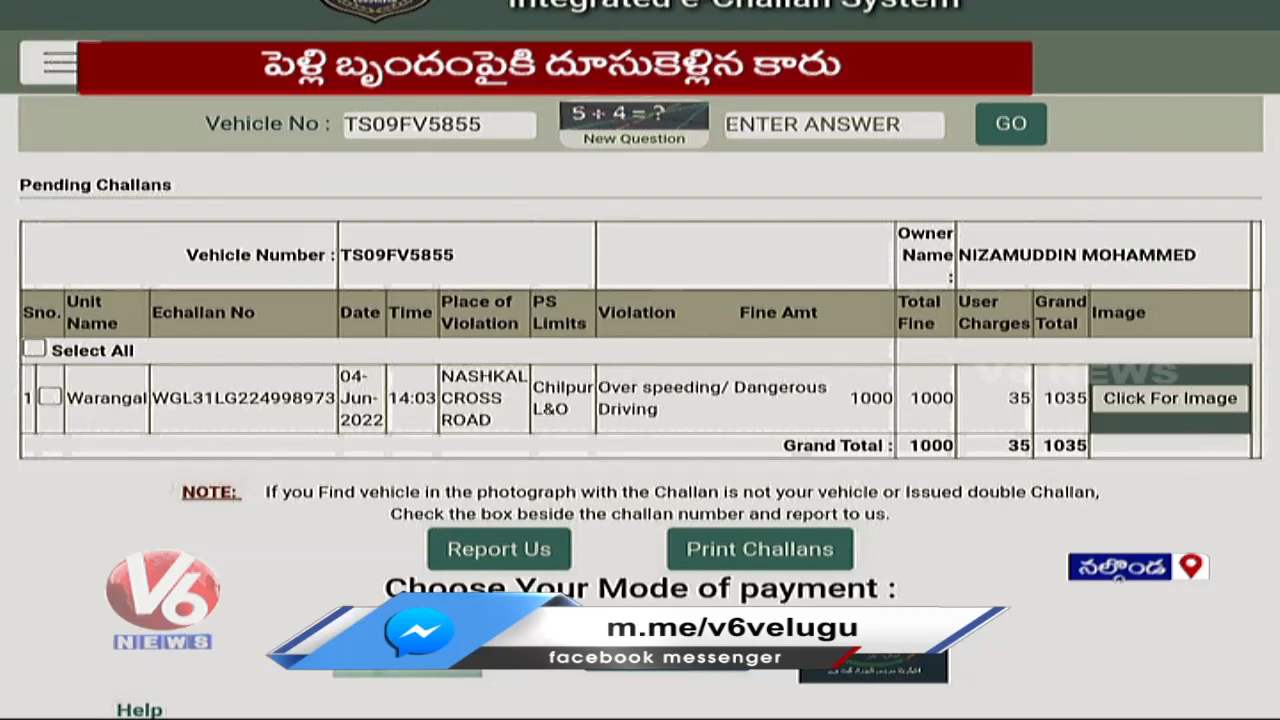 Integrated e-Challan System
పెళ్లి బృందంపైకి దూసుకెళ్లిన కారు
Vehicle No : TS09FV5855 5 + 4 = ? ENTER ANSWER GO
New Question
Pending Challans
Vehicle Number : TS09FV5855 Owner Name : NIZAMUDDIN MOHAMMED
Sno. Unit Name Echallan No Date Time Place of Violation PS Limits Violation Fine Amt Total Fine User Charges Grand Total Image
Select All
1 Warangal WGL31LG224998973 04-Jun-2022 14:03 NASHKAL CROSS ROAD Chilpur L&O Over speeding/ Dangerous Driving 1000 1000 35 1035 Click For Image
V6 NEWS
Grand Total : 1000 35 1035
NOTE: If you Find vehicle in the photograph with the Challan is not your vehicle or Issued double Challan,
Check the box beside the challan number and report to us.
Report Us Print Challans
నల్గొండ
Choose Your Mode of payment :
V6
NEWS
m.me/v6velugu
facebook messenger
Help